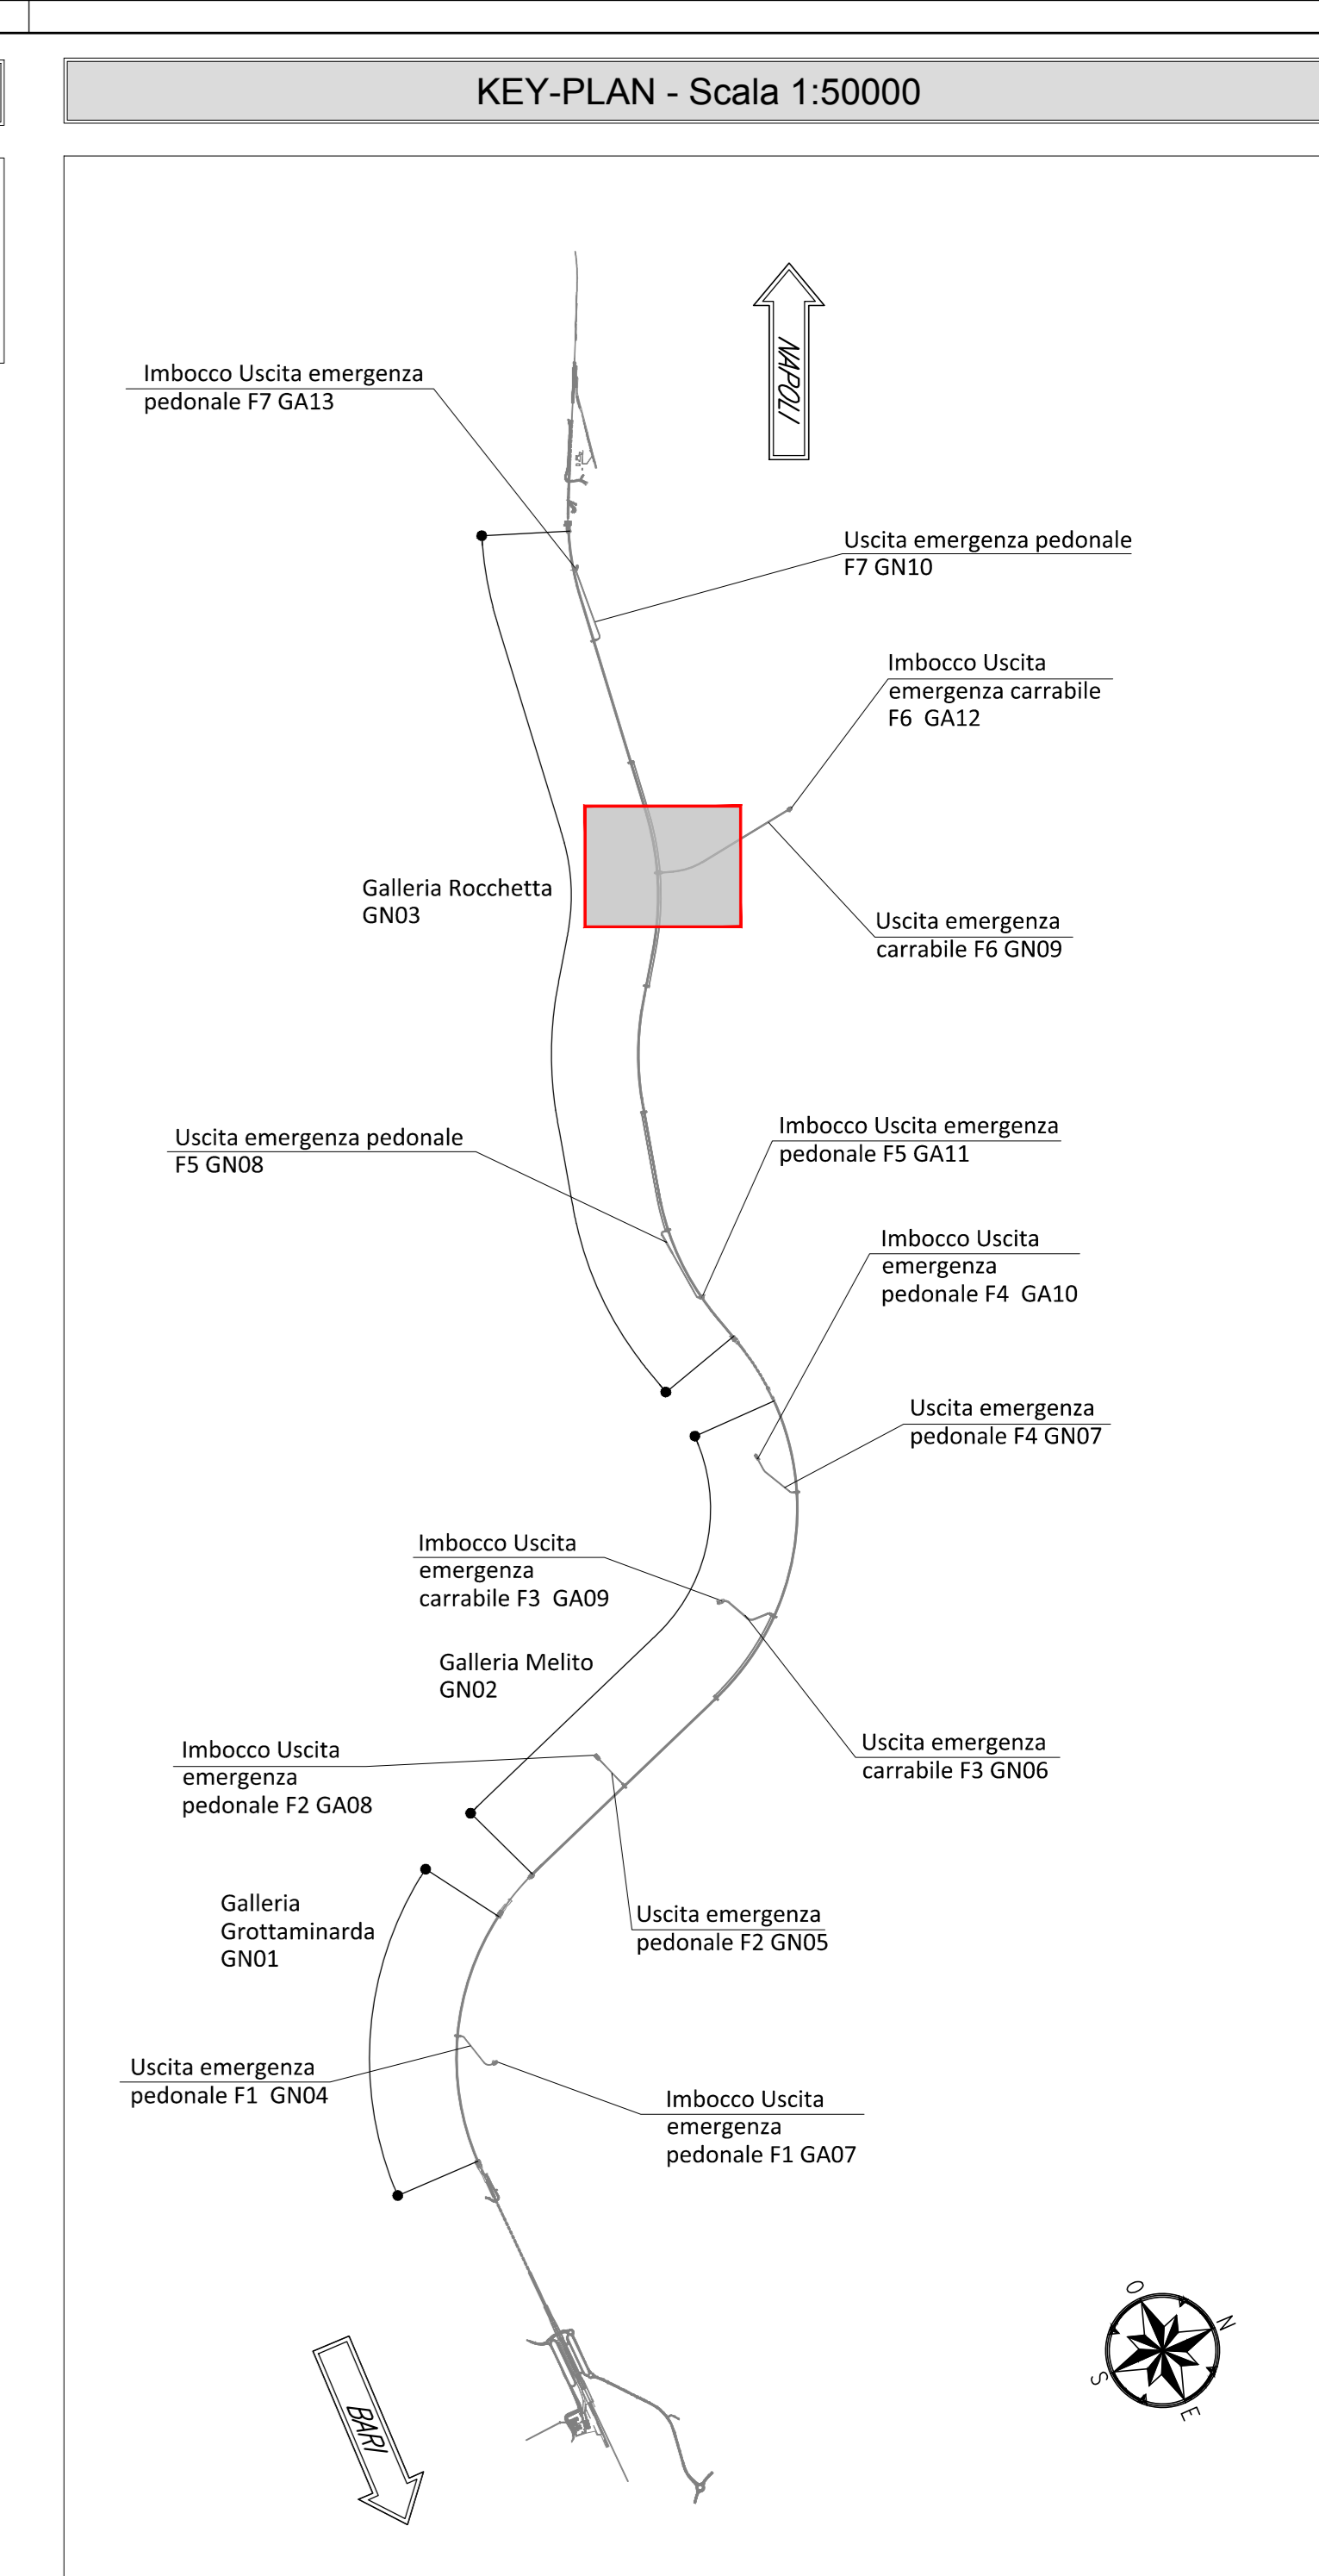 KEY-PLAN - Scala 1:50000
NAPOLI
Imbocco Uscita emergenza
pedonale F7 GA13
Uscita emergenza pedonale
F7 GN10
Imbocco Uscita
emergenza carrabile
F6 GA12
Galleria Rocchetta
GN03
Uscita emergenza
carrabile F6 GN09
Uscita emergenza pedonale
F5 GN08
Imbocco Uscita emergenza
pedonale F5 GA11
Imbocco Uscita
emergenza
pedonale F4 GA10
Uscita emergenza
pedonale F4 GN07
Imbocco Uscita
emergenza
carrabile F3 GA09
Galleria Melito
GN02
Imbocco Uscita
emergenza
pedonale F2 GA08
Uscita emergenza
carrabile F3 GN06
Galleria
Grottaminarda
GN01
Uscita emergenza
pedonale F2 GN05
Uscita emergenza
pedonale F1 GN04
Imbocco Uscita
emergenza
pedonale F1 GA07
O
N
S
E
BARI